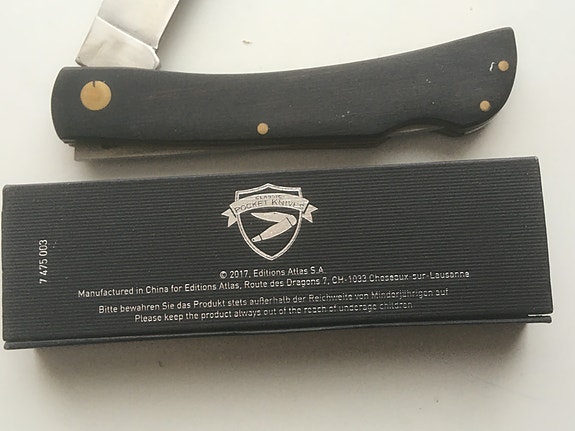 CLASSIC
POCKET KNIVES
7 475 003
© 2017, Editions Atlas S.A.
Manufactured in China for Editions Atlas, Route des Dragons 7, CH-1033 Cheseaux-sur-Lausanne
Bitte bewahren Sie das Produkt stets außerhalb der Reichweite von Minderjährigen auf
Please keep the product always out of the reach of underage children